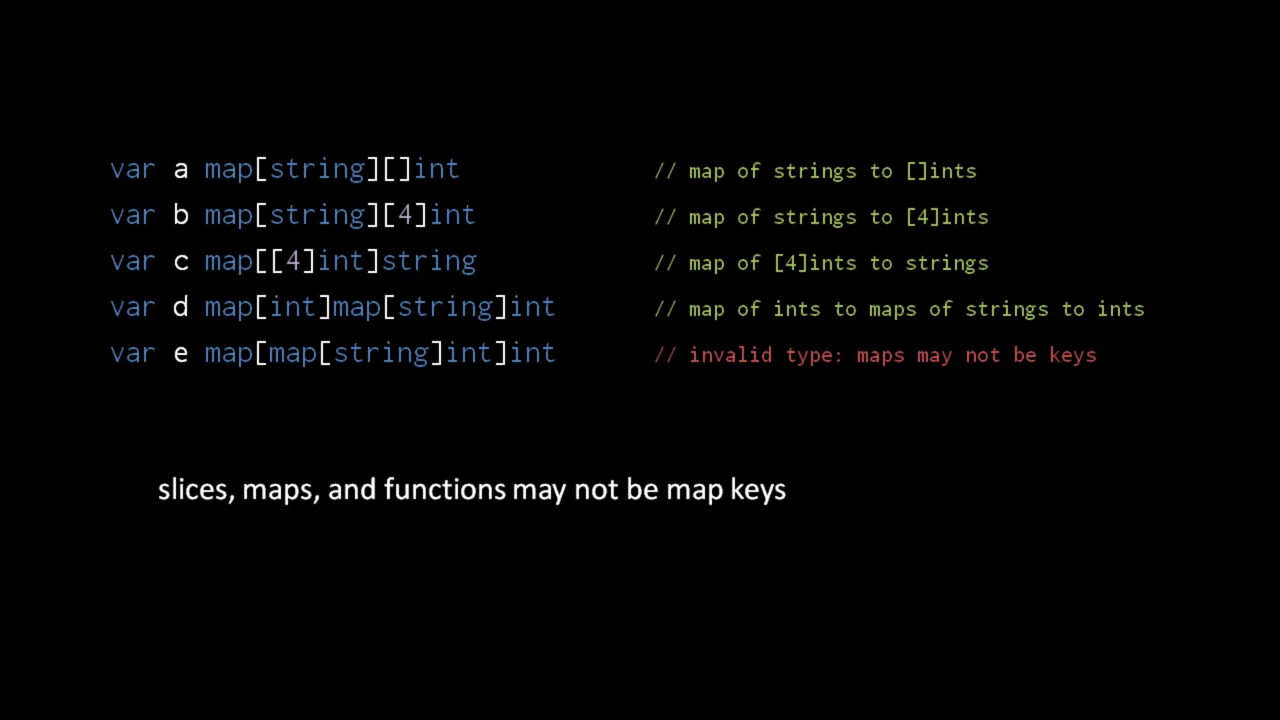 var a map[string][]int // map of strings to []ints
var b map[string][4]int // map of strings to [4]ints
var c map[[4]int]string // map of [4]ints to strings
var d map[int]map[string]int // map of ints to maps of strings to ints
var e map[map[string]int]int // invalid type: maps may not be keys
slices, maps, and functions may not be map keys